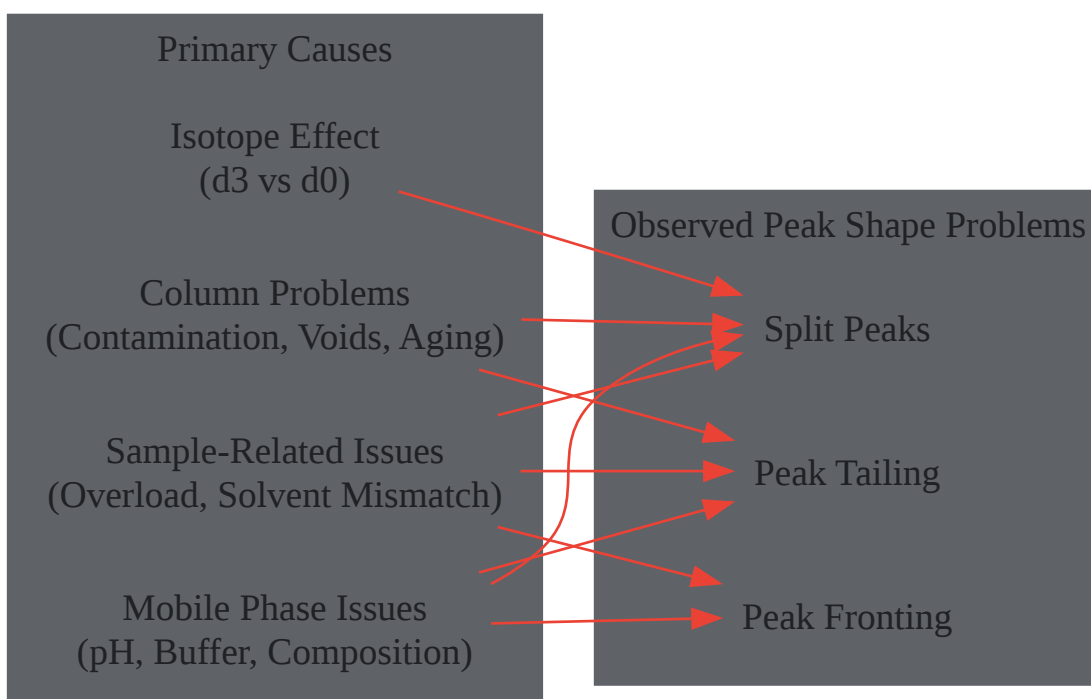 Primary Causes
Isotope Effect
(d3 vs d0)
Column Problems
(Contamination, Voids, Aging)
Sample-Related Issues
(Overload, Solvent Mismatch)
Mobile Phase Issues
(pH, Buffer, Composition)
Observed Peak Shape Problems
Split Peaks
Peak Tailing
Peak Fronting